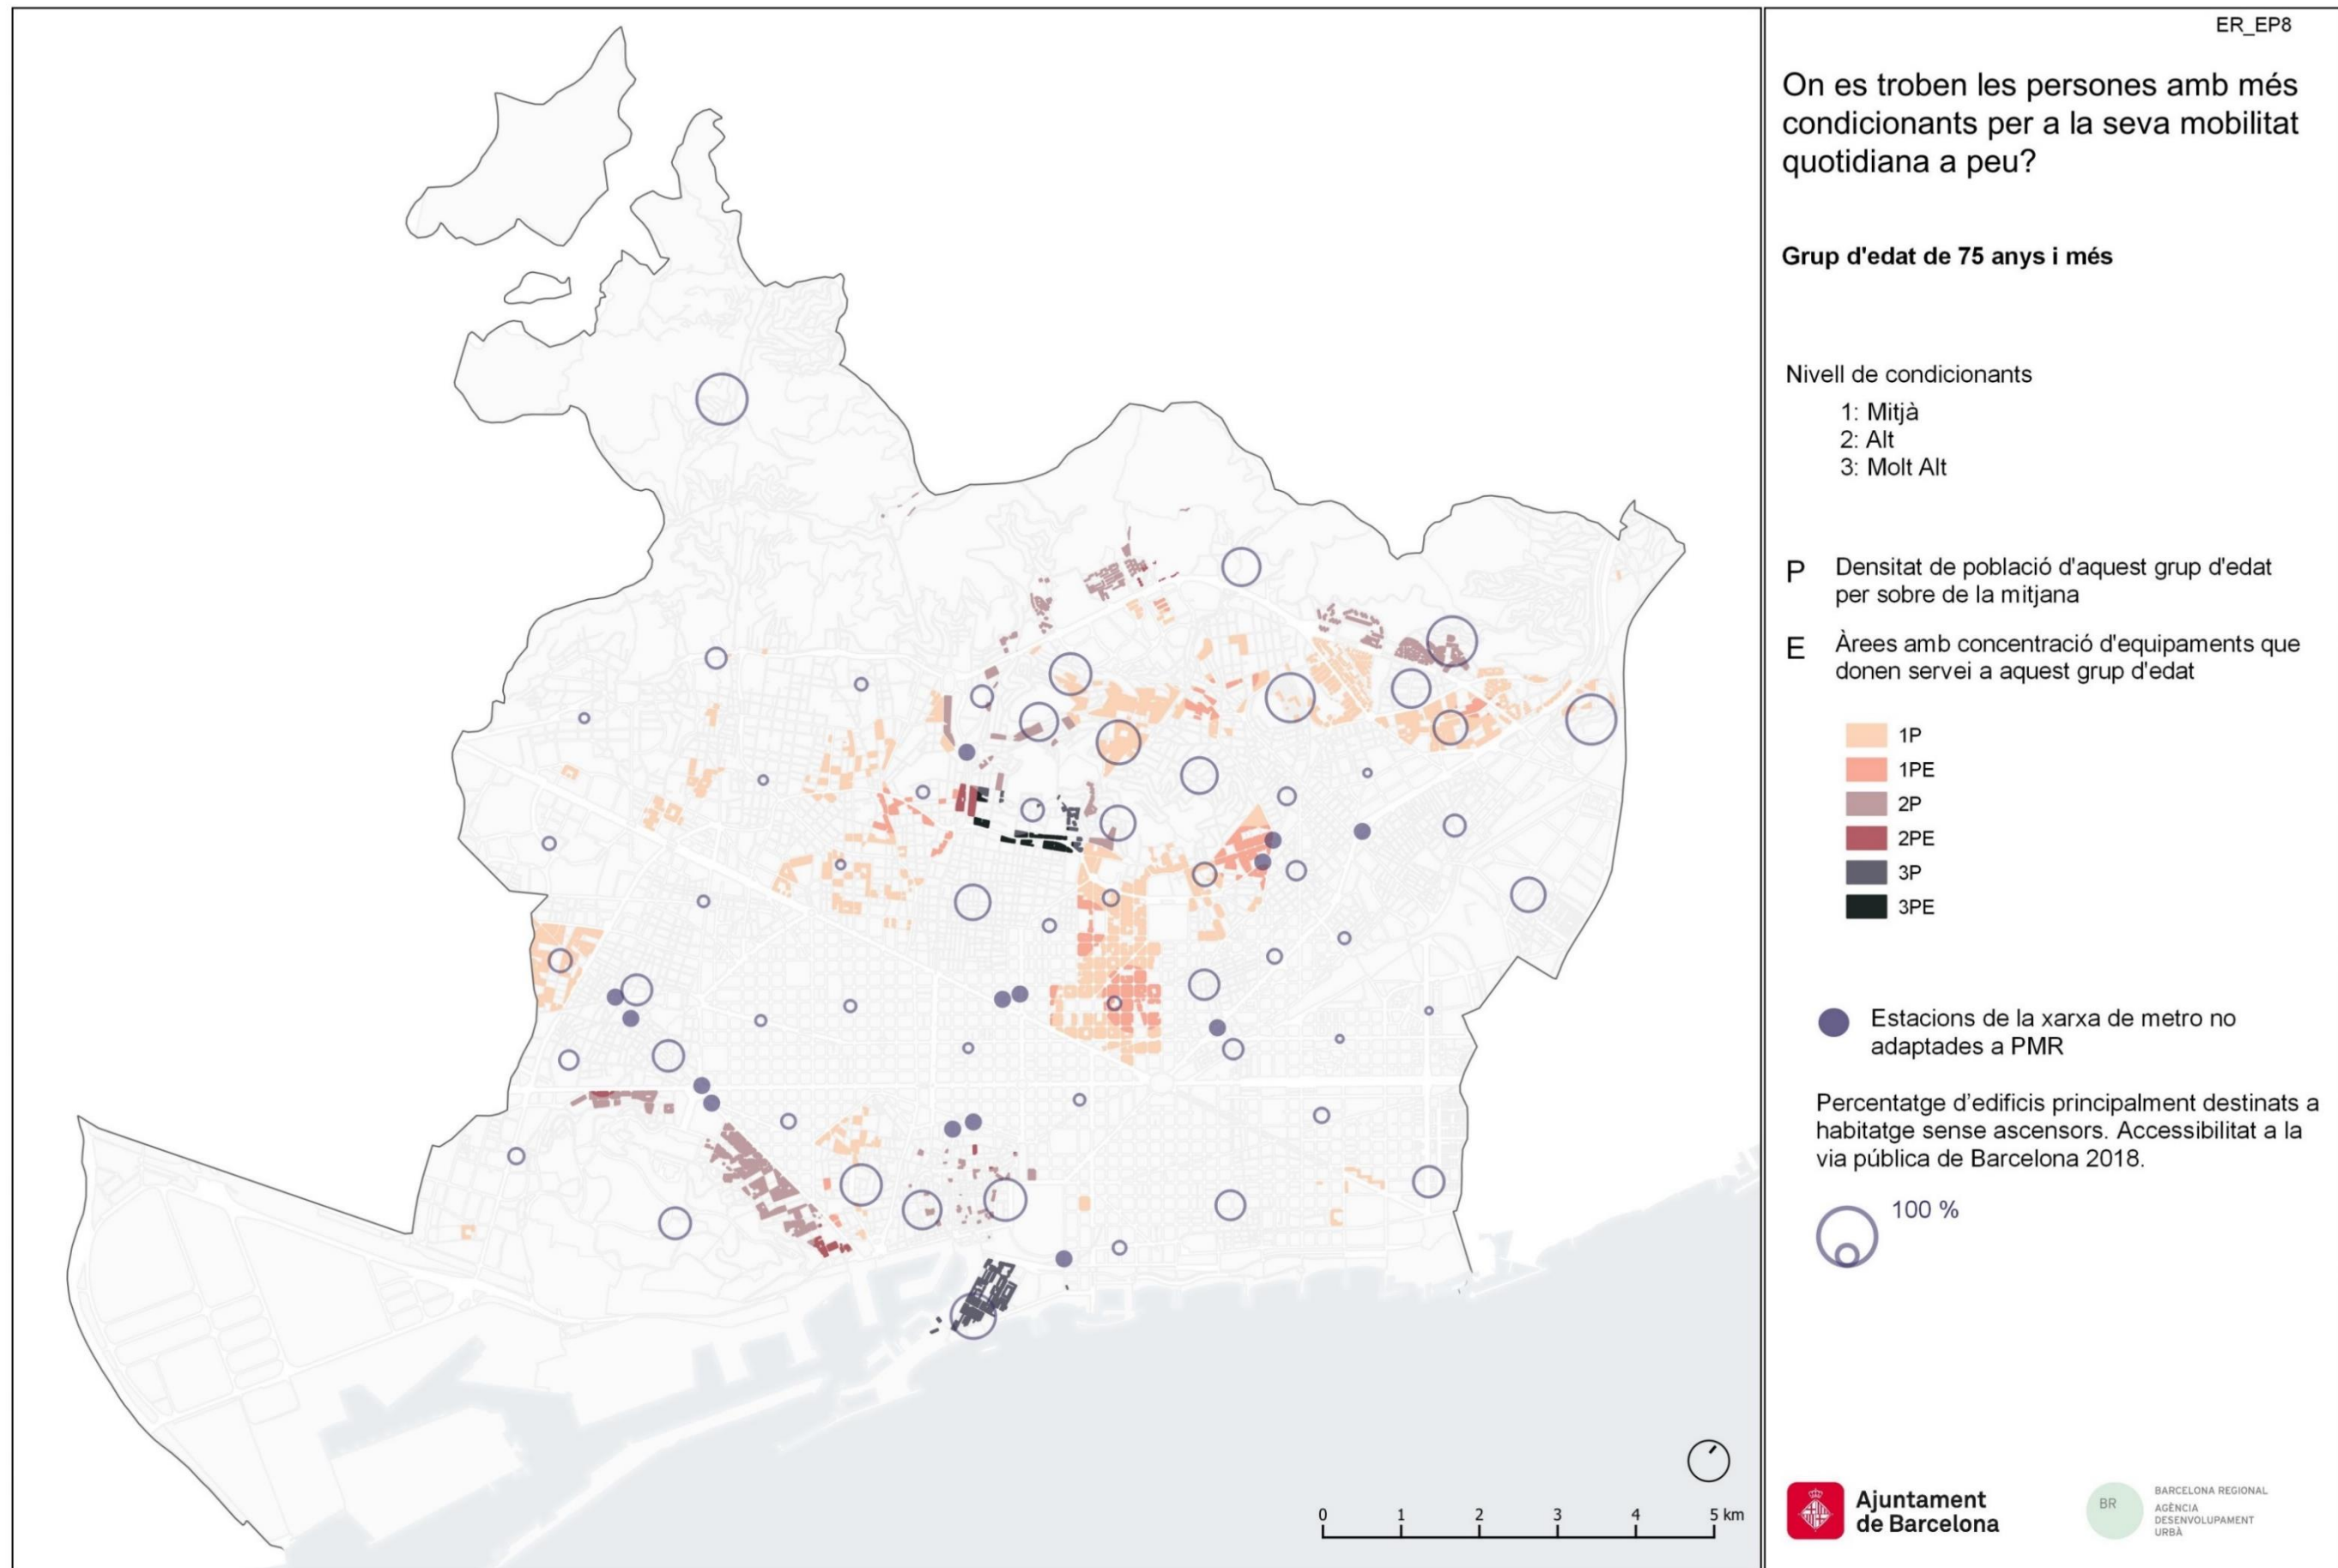 ER_EP8
On es troben les persones amb més
condicionants per a la seva mobilitat
quotidiana a peu?
Grup d'edat de 75 anys i més
Nivell de condicionants
1: Mitjà
2: Alt
3: Molt Alt
P Densitat de població d'aquest grup d'edat
per sobre de la mitjana
E Àrees amb concentració d'equipaments que
donen servei a aquest grup d'edat
1P
1PE
2P
2PE
3P
3PE
Estacions de la xarxa de metro no
adaptades a PMR
Percentatge d’edificis principalment destinats a
habitatge sense ascensors. Accessibilitat a la
via pública de Barcelona 2018.
100 %
0 1 2 3 4 5 km
Ajuntament
de Barcelona
BR
BARCELONA REGIONAL
AGÈNCIA
DESENVOLUPAMENT
URBÀ